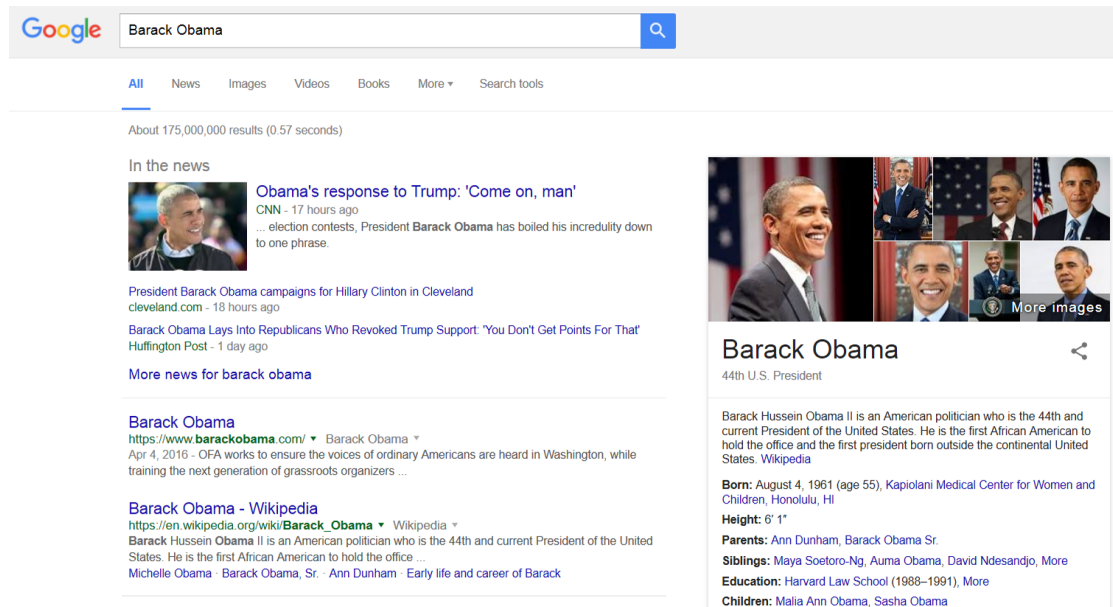 Google
Barack Obama
All News Images Videos Books More ▾ Search tools
About 175,000,000 results (0.57 seconds)
In the news
Obama's response to Trump: 'Come on, man'
CNN - 17 hours ago
... election contests, President Barack Obama has boiled his incredulity down
to one phrase.
President Barack Obama campaigns for Hillary Clinton in Cleveland
cleveland.com - 18 hours ago
Barack Obama Lays Into Republicans Who Revoked Trump Support: 'You Don't Get Points For That'
Huffington Post - 1 day ago
More news for barack obama
Barack Obama
https://www.barackobama.com/ ▾ Barack Obama ▾
Apr 4, 2016 - OFA works to ensure the voices of ordinary Americans are heard in Washington, while
training the next generation of grassroots organizers ...
Barack Obama - Wikipedia
https://en.wikipedia.org/wiki/Barack_Obama ▾ Wikipedia ▾
Barack Hussein Obama II is an American politician who is the 44th and current President of the United
States. He is the first African American to hold the office ...
Michelle Obama · Barack Obama, Sr. · Ann Dunham · Early life and career of Barack
More images
Barack Obama
44th U.S. President
Barack Hussein Obama II is an American politician who is the 44th and
current President of the United States. He is the first African American to
hold the office and the first president born outside the continental United
States. Wikipedia
Born: August 4, 1961 (age 55), Kapiolani Medical Center for Women and
Children, Honolulu, HI
Height: 6′ 1″
Parents: Ann Dunham, Barack Obama Sr.
Siblings: Maya Soetoro-Ng, Auma Obama, David Ndesandjo, More
Education: Harvard Law School (1988–1991), More
Children: Malia Ann Obama, Sasha Obama